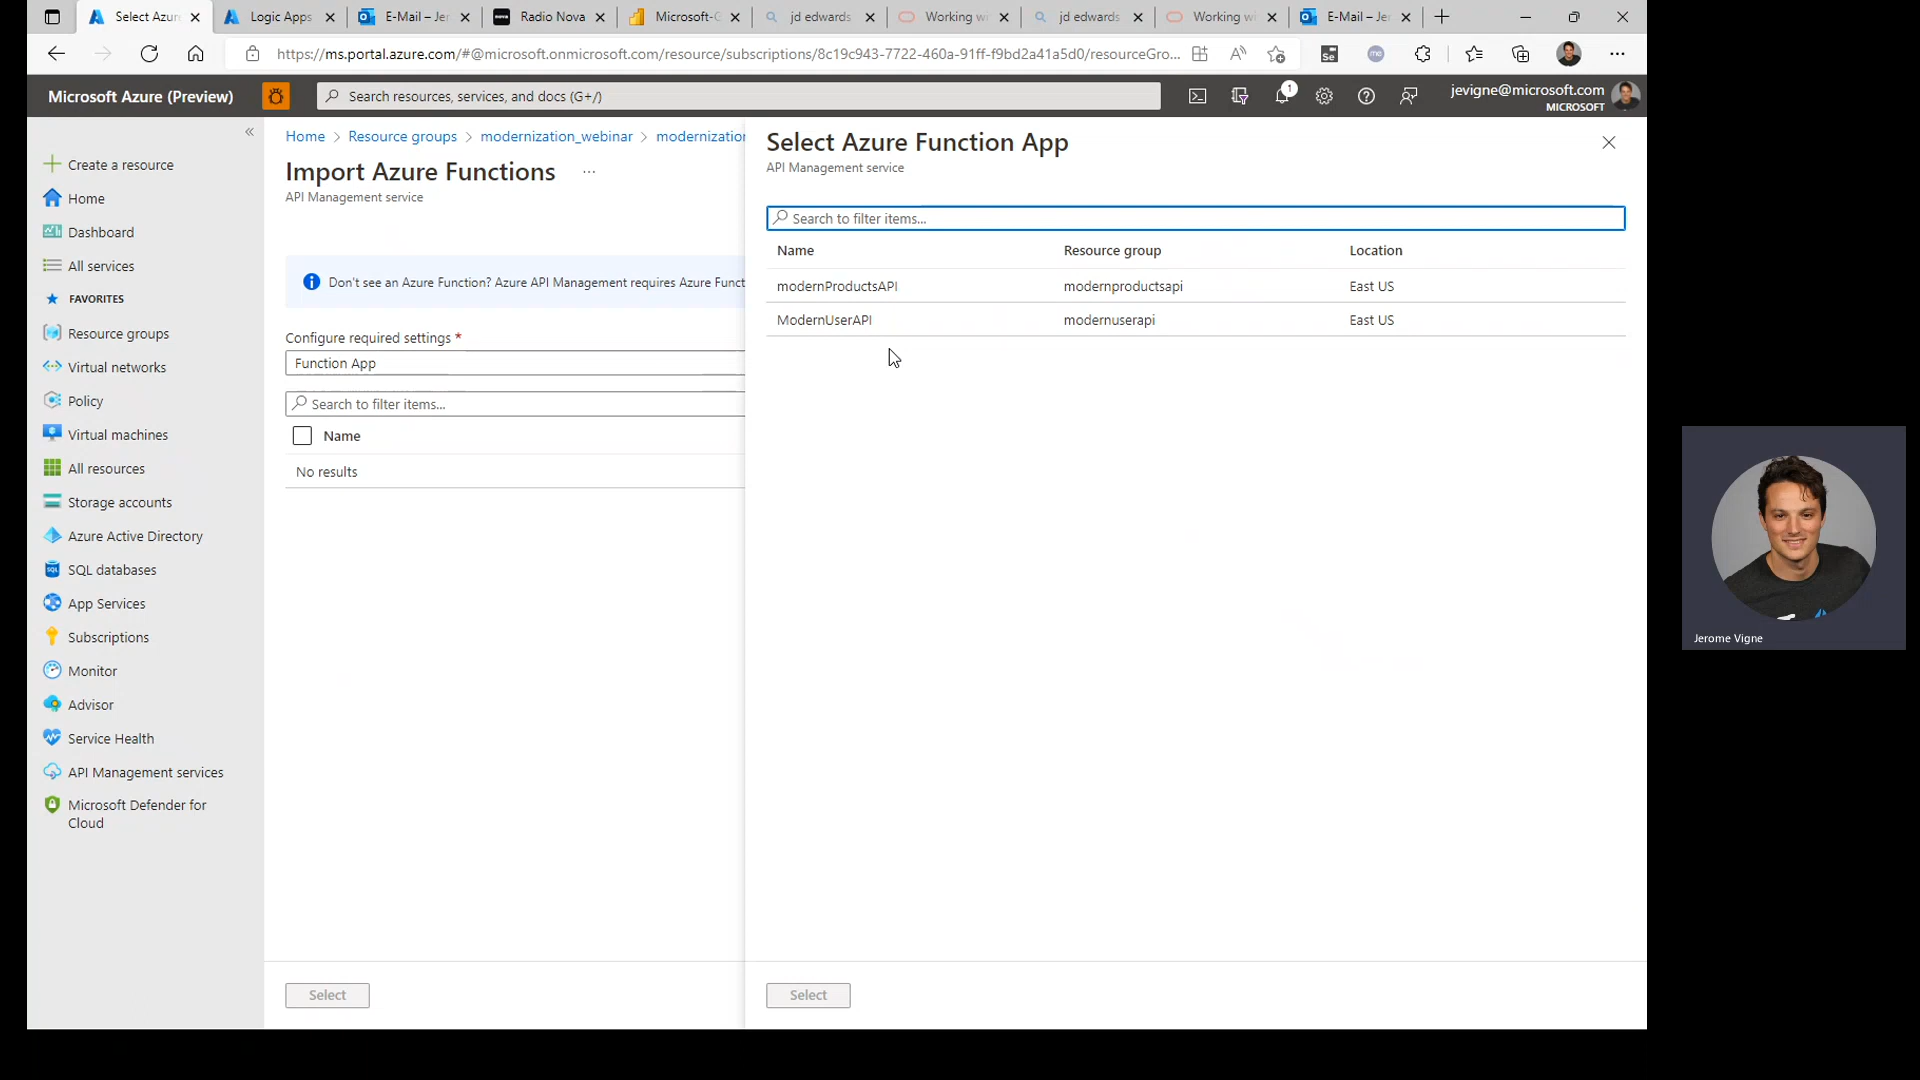 Select Azur
Logic Apps
E-Mail – Jer
Radio Nova
Microsoft-G
jd edwards
Working wi
jd edwards
Working wi
E-Mail – Jer
https://ms.portal.azure.com/#@microsoft.onmicrosoft.com/resource/subscriptions/8c19c943-7722-460a-91ff-f9bd2a41a5d0/resourceGro...
Microsoft Azure (Preview)
Search resources, services, and docs (G+/)
1
jevigne@microsoft.com
MICROSOFT
Create a resource
Home
Dashboard
All services
FAVORITES
Resource groups
Virtual networks
Policy
Virtual machines
All resources
Storage accounts
Azure Active Directory
SQL databases
App Services
Subscriptions
Monitor
Advisor
Service Health
API Management services
Microsoft Defender for
Cloud
Home > Resource groups > modernization_webinar > modernization
Import Azure Functions ...
API Management service
Don't see an Azure Function? Azure API Management requires Azure Funct
Configure required settings *
Function App
Search to filter items...
Name
No results
Select
Select Azure Function App
API Management service
Search to filter items...
Name Resource group Location
modernProductsAPI modernproductsapi East US
ModernUserAPI modernuserapi East US
Select
Jerome Vigne